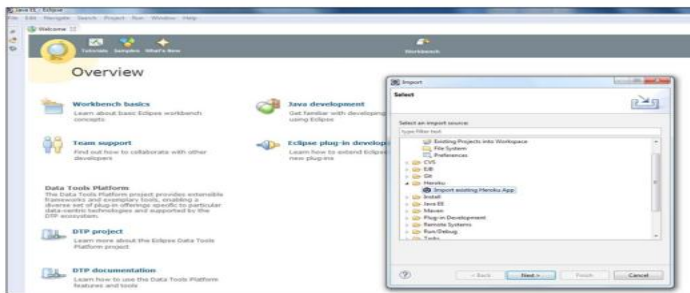 Java EE - Eclipse
File Edit Navigate Search Project Run Window Help
Welcome
Tutorials Samples What's New
Workbench
Overview
Workbench basics
Learn about basic Eclipse workbench
concepts
Java development
Get familiar with developing
using Eclipse
Team support
Find out how to collaborate with other
developers
Eclipse plug-in develop
Learn how to extend Eclipse
new plug-ins
Data Tools Platform
The Data Tools Platform project provides extensible
frameworks and exemplary tools, enabling a
diverse set of plug-in offerings specific to particular
data-centric technologies and supported by the
DTP ecosystem.
DTP project
Learn more about the Eclipse Data Tools
Platform project
DTP documentation
Learn how to use the Data Tools Platform
features and tools
Import
Select
Select an import source:
type filter text
Existing Projects into Workspace
File System
Preferences
CVS
EJB
Git
Heroku
Import existing Heroku App
Install
Java EE
Maven
Plug-in Development
Remote Systems
Run/Debug
Tasks
< Back
Next >
Finish
Cancel